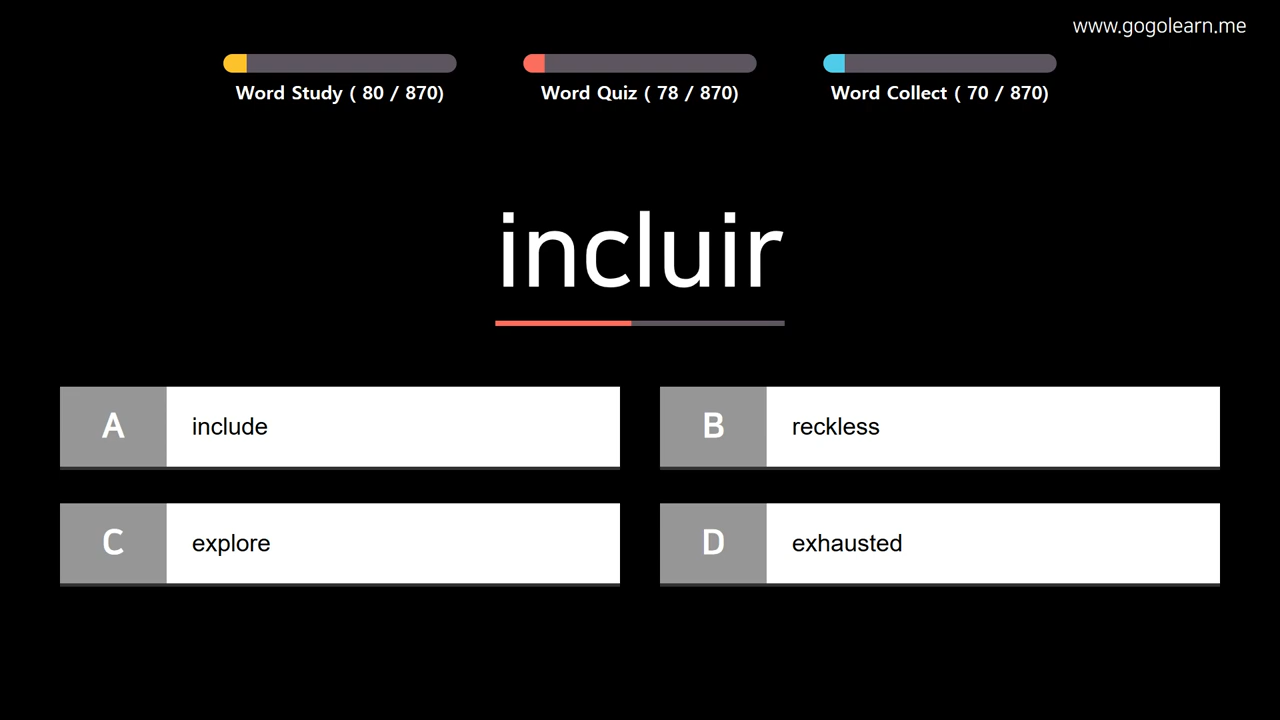 www.gogolearn.me
Word Study ( 80 / 870)
Word Quiz ( 78 / 870)
Word Collect ( 70 / 870)
incluir
A include
B reckless
C explore
D exhausted